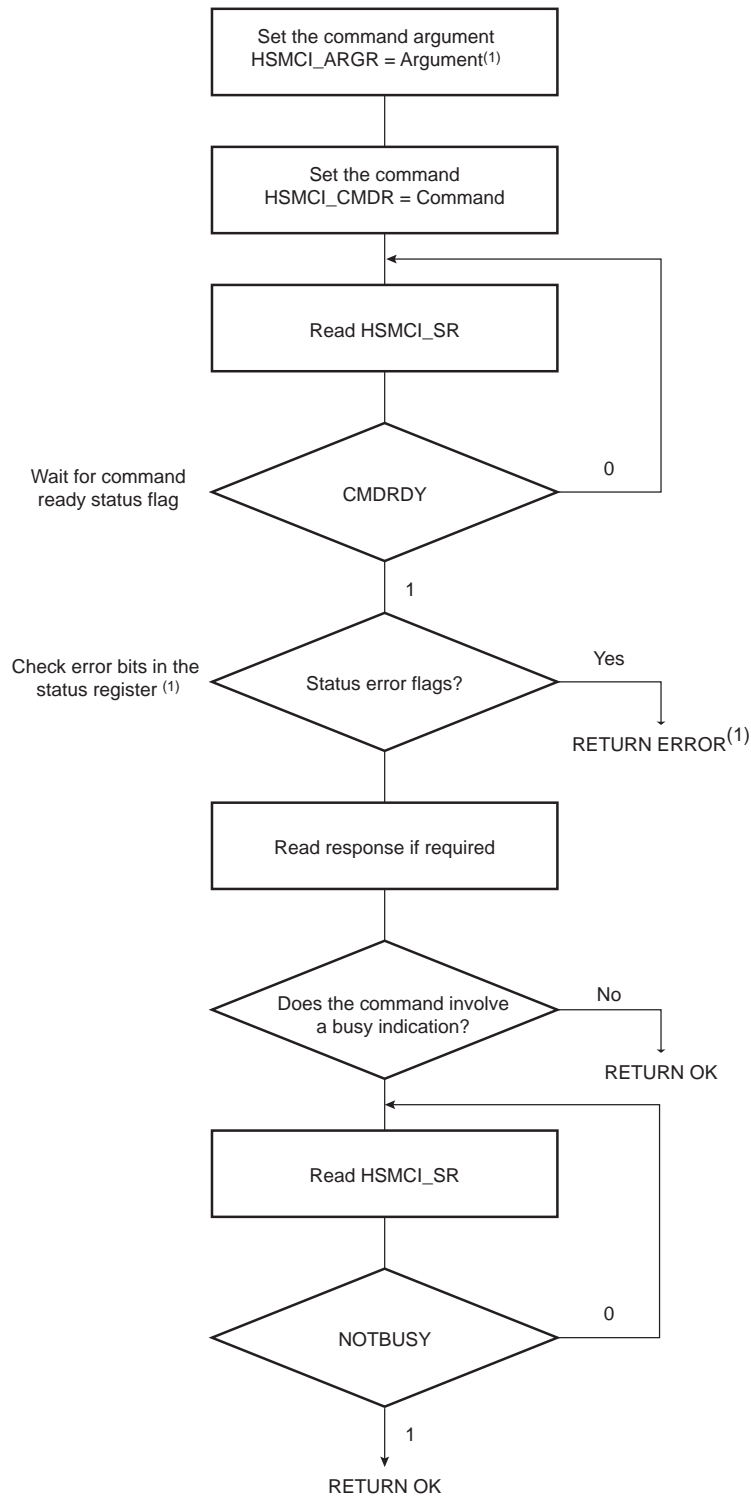 Set the command argument
HSMCI_ARGR = Argument(1)
Set the command
HSMCI_CMDR = Command
Read HSMCI_SR
Wait for command
ready status flag
CMDRDY
0
1
Check error bits in the
status register (1)
Status error flags?
Yes
RETURN ERROR(1)
Read response if required
Does the command involve
a busy indication?
No
RETURN OK
Read HSMCI_SR
NOTBUSY
0
1
RETURN OK